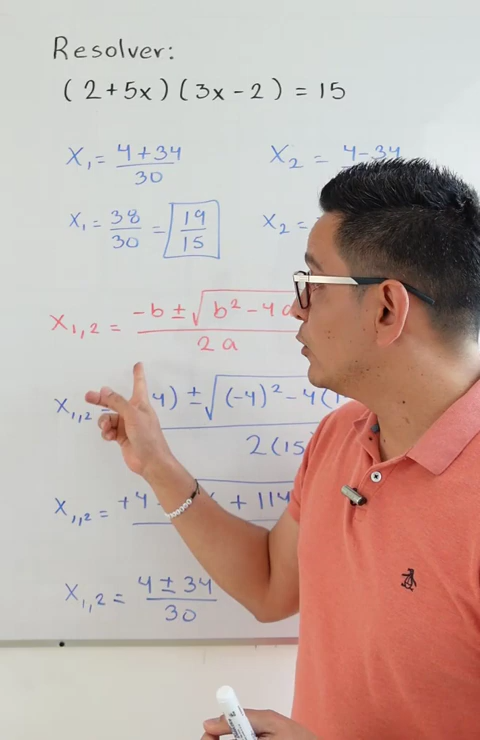 Resolver:
(2+5x)(3x-2) = 15
X₁ = 4+34/30
X₂ = 4-34
X₁ = 38/30 = 19/15
X₂ =
X₁,₂ = -b ± √b² - 4a / 2a
X₁,₂ = 4) ± √(-4)² - 4(1 / 2(15
X₁,₂ = +4 + 114
X₁,₂ = 4 ± 34 / 30